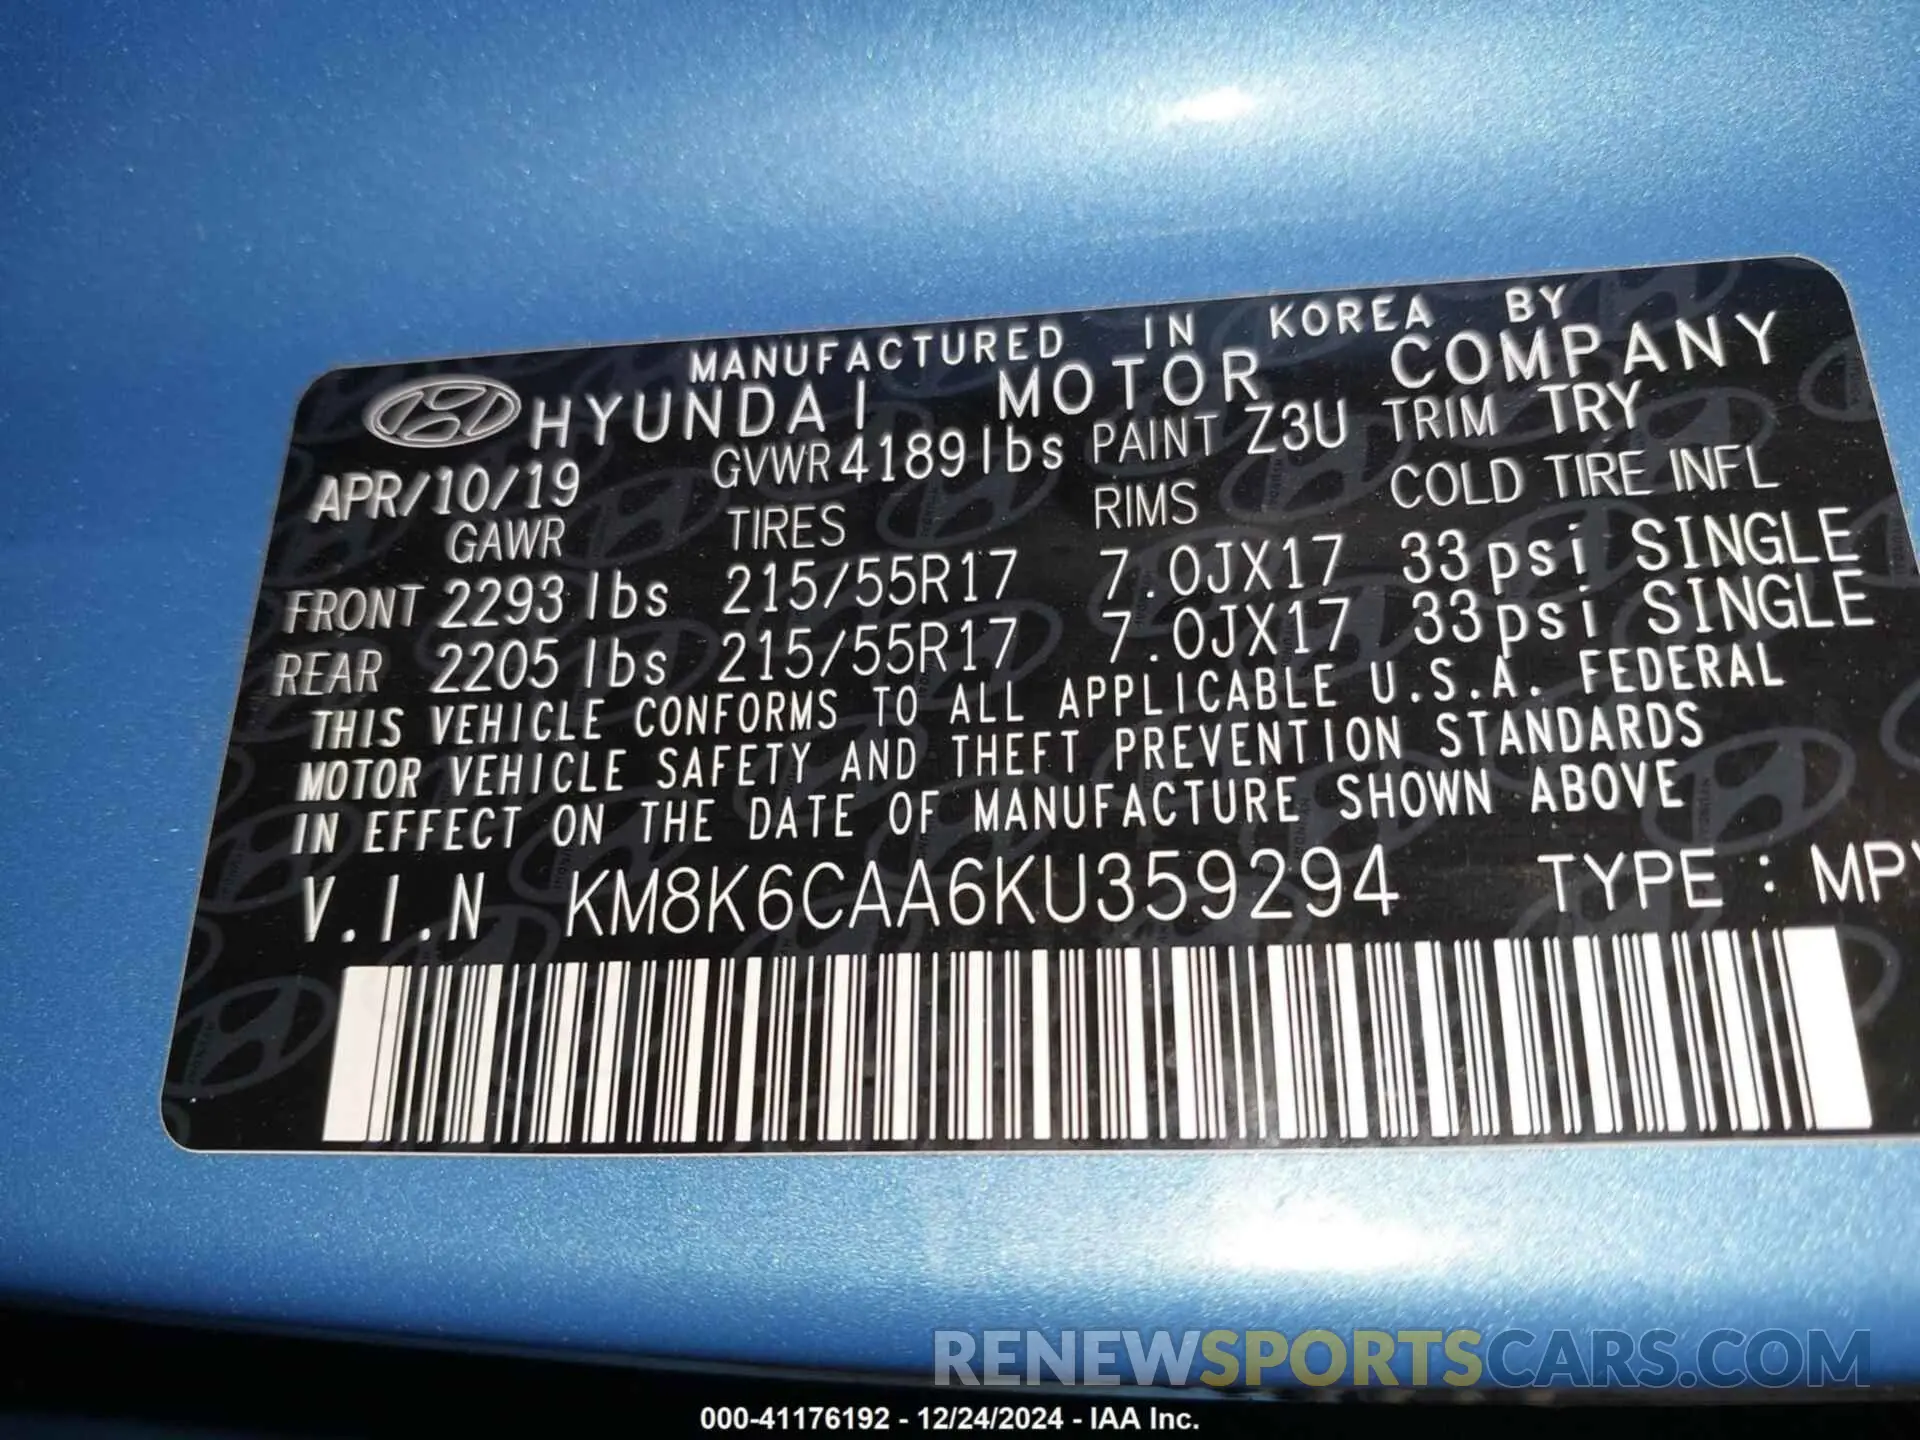 MANUFACTURED IN KOREA BY
HYUNDAI MOTOR COMPANY
APR/10/19 GVWR 4189lbs PAINT Z3U TRIM TRY
GAWR TIRES RIMS COLD TIRE INFL
FRONT 2293 lbs 215/55R17 7.0JX17 33psi SINGLE
REAR 2205 lbs 215/55R17 7.0JX17 33psi SINGLE
THIS VEHICLE CONFORMS TO ALL APPLICABLE U.S.A. FEDERAL
MOTOR VEHICLE SAFETY AND THEFT PREVENTION STANDARDS
IN EFFECT ON THE DATE OF MANUFACTURE SHOWN ABOVE
V.I.N KM8K6CAA6KU359294 TYPE : MPV
RENEWSPORTSCARS.COM
000-41176192 - 12/24/2024 - IAA Inc.